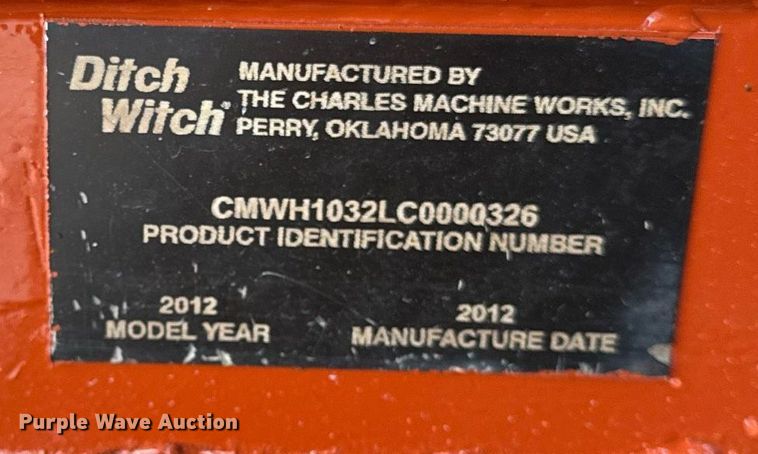 Ditch
Witch®
MANUFACTURED BY
THE CHARLES MACHINE WORKS, INC.
PERRY, OKLAHOMA 73077 USA
CMWH1032LC0000326
PRODUCT IDENTIFICATION NUMBER
2012
MODEL YEAR
2012
MANUFACTURE DATE
Purple Wave Auction